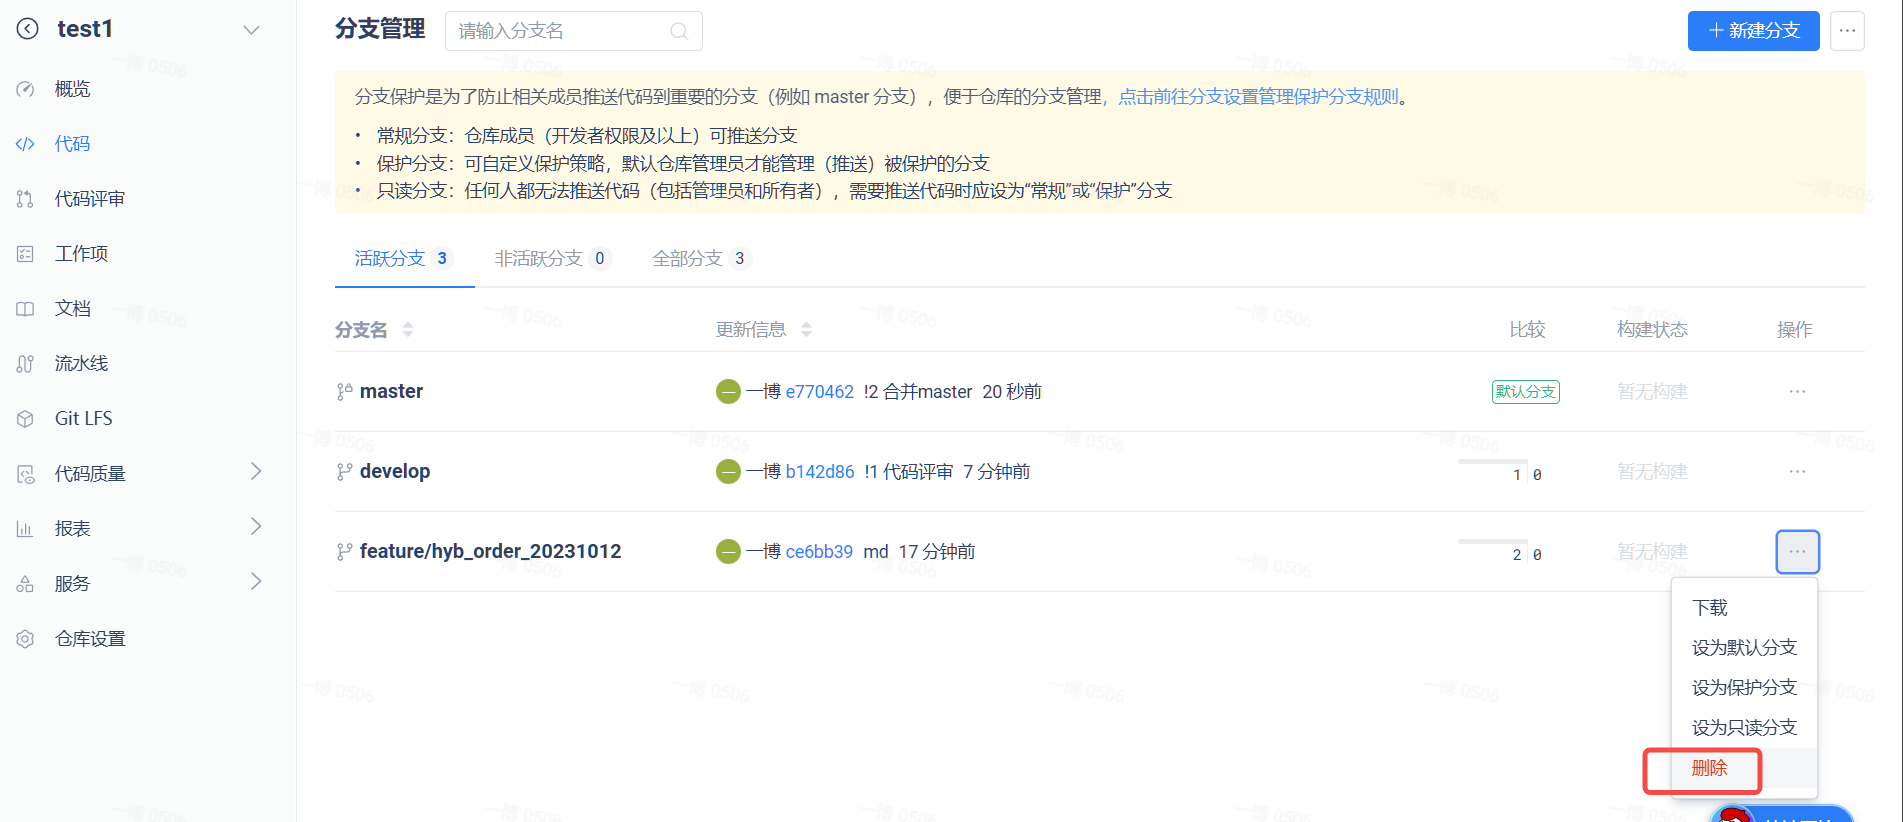 test1
概览
代码
代码评审
工作项
文档
流水线
Git LFS
代码质量
报表
服务
仓库设置
分支管理
请输入分支名
新建分支
分支保护是为了防止相关成员推送代码到重要的分支（例如 master 分支），便于仓库的分支管理，点击前往分支设置管理保护分支规则。
• 常规分支：仓库成员（开发者权限及以上）可推送分支
• 保护分支：可自定义保护策略，默认仓库管理员才能管理（推送）被保护的分支
• 只读分支：任何人都无法推送代码（包括管理员和所有者），需要推送代码时应设为“常规”或“保护”分支
活跃分支 3 非活跃分支 0 全部分支 3
分支名 更新信息 比较 构建状态 操作
master 一博 e770462 !2 合并master 20 秒前 默认分支 暂无构建 ...
develop 一博 b142d86 !1 代码评审 7 分钟前 1 0 暂无构建 ...
feature/hyb_order_20231012 一博 ce6bb39 md 17 分钟前 2 0 暂无构建 ...
下载
设为默认分支
设为保护分支
设为只读分支
删除
一博 0506